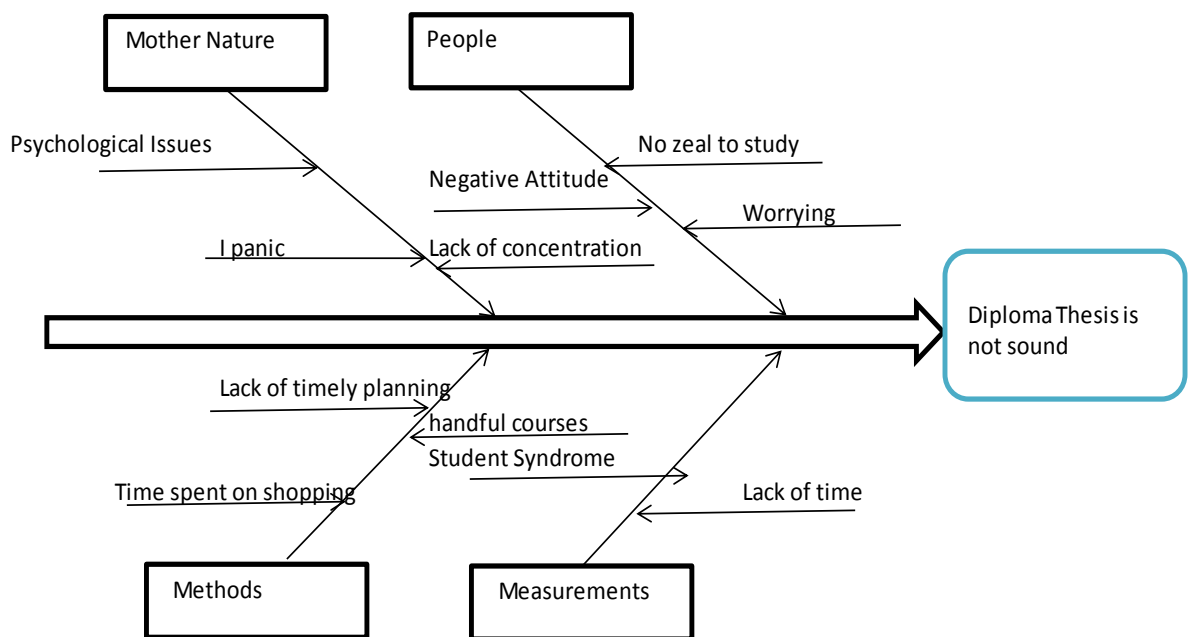 Mother Nature
People
Psychological Issues
No zeal to study
Negative Attitude
Worrying
I panic
Lack of concentration
Diploma Thesis is
not sound
Lack of timely planning
handful courses
Student Syndrome
Time spent on shopping
Lack of time
Methods
Measurements